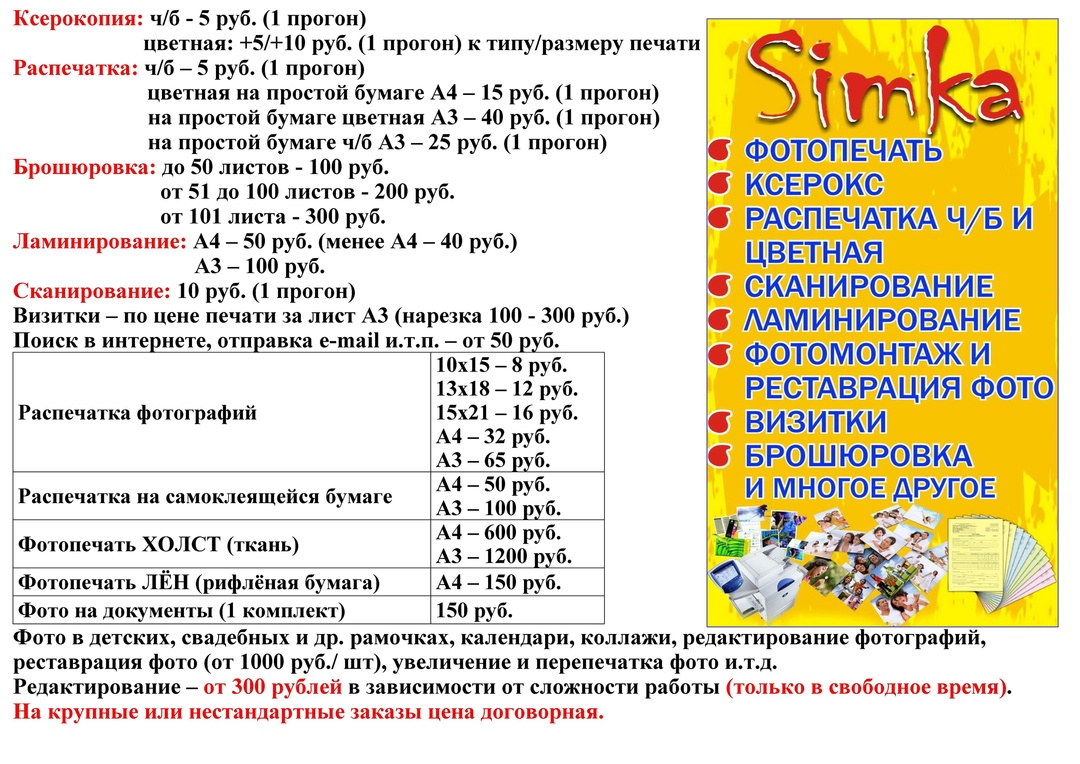 Ксерокопия: ч/б - 5 руб. (1 прогон)
цветная: +5/+10 руб. (1 прогон) к типу/размеру печати
Распечатка: ч/б – 5 руб. (1 прогон)
цветная на простой бумаге А4 – 15 руб. (1 прогон)
на простой бумаге цветная А3 – 40 руб. (1 прогон)
на простой бумаге ч/б А3 – 25 руб. (1 прогон)
Брошюровка: до 50 листов - 100 руб.
от 51 до 100 листов - 200 руб.
от 101 листа - 300 руб.
Ламинирование: А4 – 50 руб. (менее А4 – 40 руб.)
А3 – 100 руб.
Сканирование: 10 руб. (1 прогон)
Визитки – по цене печати за лист А3 (нарезка 100 - 300 руб.)
Поиск в интернете, отправка e-mail и.т.п. – от 50 руб.
Распечатка фотографий
10х15 – 8 руб.
13х18 – 12 руб.
15х21 – 16 руб.
А4 – 32 руб.
А3 – 65 руб.
Распечатка на самоклеящейся бумаге
А4 – 50 руб.
А3 – 100 руб.
Фотопечать ХОЛСТ (ткань)
А4 – 600 руб.
А3 – 1200 руб.
Фотопечать ЛЁН (рифлёная бумага)
А4 – 150 руб.
Фото на документы (1 комплект)
150 руб.
Фото в детских, свадебных и др. рамочках, календари, коллажи, редактирование фотографий,
реставрация фото (от 1000 руб./ шт), увеличение и перепечатка фото и.т.д.
Редактирование – от 300 рублей в зависимости от сложности работы (только в свободное время).
На крупные или нестандартные заказы цена договорная.
Simka
ФОТОПЕЧАТЬ
КСЕРОКС
РАСПЕЧАТКА Ч/Б И
ЦВЕТНАЯ
СКАНИРОВАНИЕ
ЛАМИНИРОВАНИЕ
ФОТОМОНТАЖ И
РЕСТАВРАЦИЯ ФОТО
ВИЗИТКИ
БРОШЮРОВКА
И МНОГОЕ ДРУГОЕ